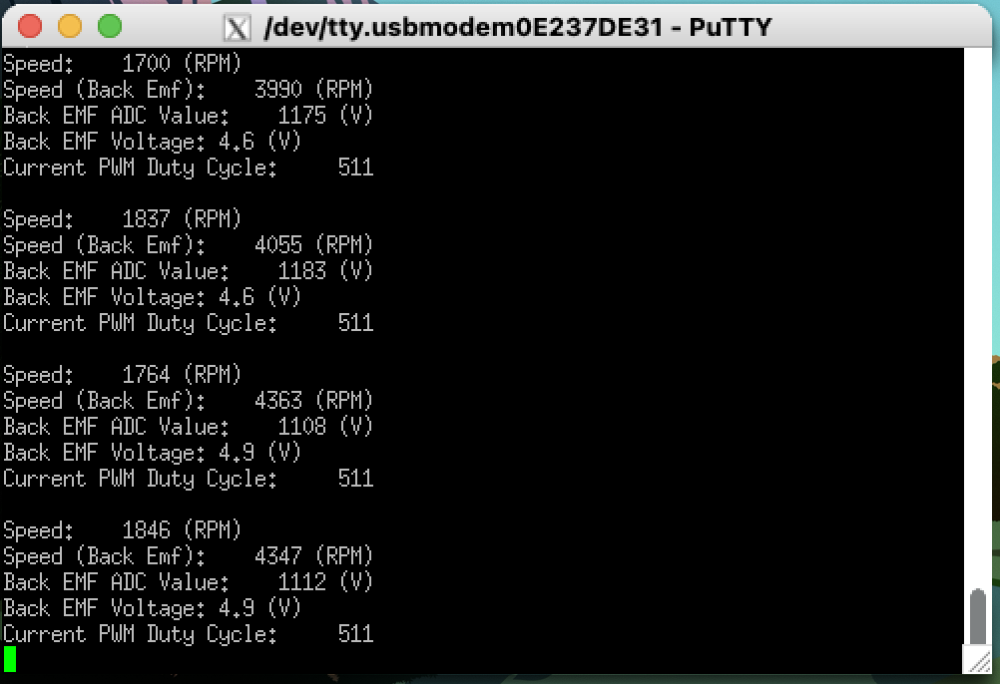 /dev/tty.usbmodem0E237DE31 - PuTTY
Speed: 1700 (RPM)
Speed (Back Emf): 3990 (RPM)
Back EMF ADC Value: 1175 (V)
Back EMF Voltage: 4.6 (V)
Current PWM Duty Cycle: 511
Speed: 1837 (RPM)
Speed (Back Emf): 4055 (RPM)
Back EMF ADC Value: 1183 (V)
Back EMF Voltage: 4.6 (V)
Current PWM Duty Cycle: 511
Speed: 1764 (RPM)
Speed (Back Emf): 4363 (RPM)
Back EMF ADC Value: 1108 (V)
Back EMF Voltage: 4.9 (V)
Current PWM Duty Cycle: 511
Speed: 1846 (RPM)
Speed (Back Emf): 4347 (RPM)
Back EMF ADC Value: 1112 (V)
Back EMF Voltage: 4.9 (V)
Current PWM Duty Cycle: 511